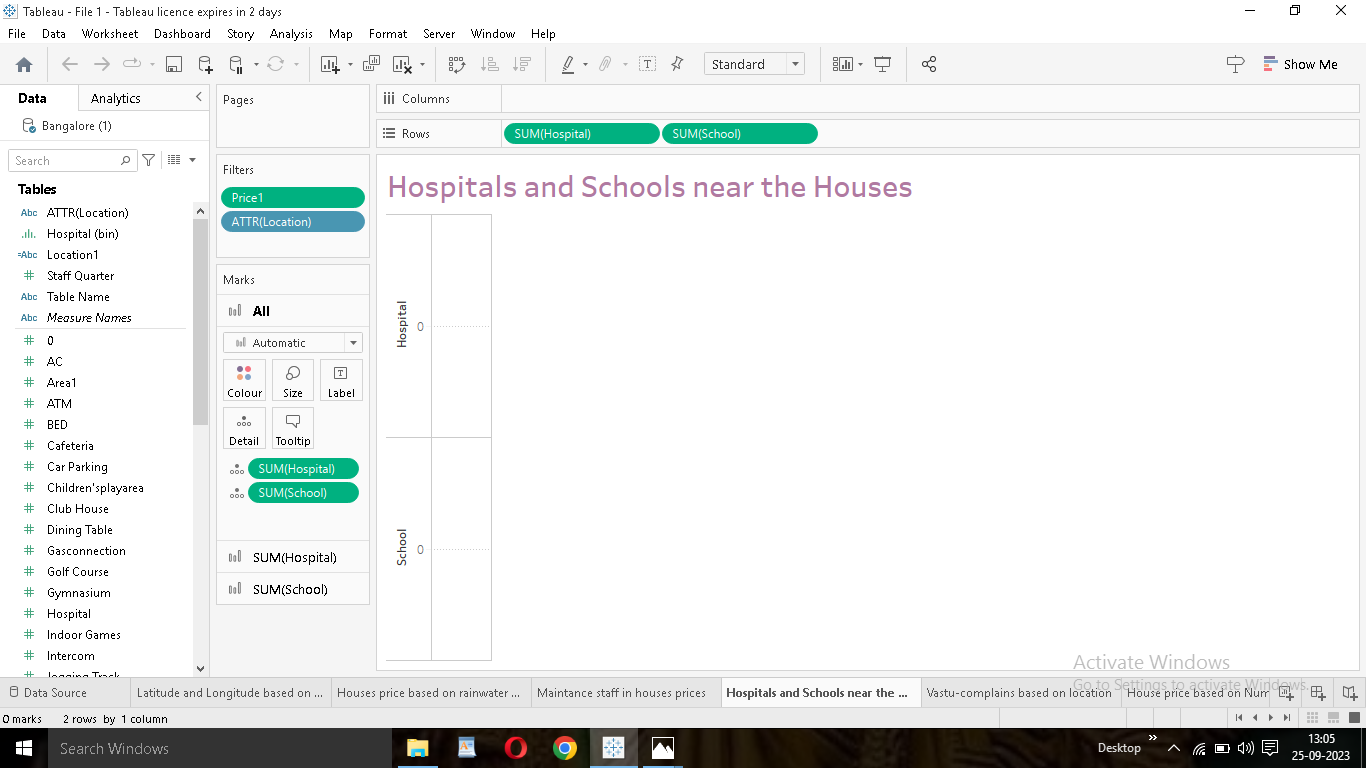 Tableau - File 1 - Tableau licence expires in 2 days
File Data Worksheet Dashboard Story Analysis Map Format Server Window Help
Standard
Show Me
Data Analytics
Bangalore (1)
Search
Tables
Abc ATTR(Location)
Hospital (bin)
=Abc Location1
# Staff Quarter
Abc Table Name
Abc Measure Names
# 0
# AC
# Area1
# ATM
# BED
# Cafeteria
# Car Parking
# Children'splayarea
# Club House
# Dining Table
# Gasconnection
# Golf Course
# Gymnasium
# Hospital
# Indoor Games
# Intercom
Pages
Filters
Price1
ATTR(Location)
Marks
All
Automatic
Colour Size Label
Detail Tooltip
SUM(Hospital)
SUM(School)
SUM(Hospital)
SUM(School)
Columns
Rows SUM(Hospital) SUM(School)
Hospitals and Schools near the Houses
Hospital
0
School
0
Activate Windows
Go to Settings to activate Windows.
Data Source Latitude and Longitude based on ... Houses price based on rainwater ... Maintance staff in houses prices Hospitals and Schools near the ... Vastu-complains based on location House price based on Num
0 marks 2 rows by 1 column
Search Windows
Desktop
13:05
25-09-2023